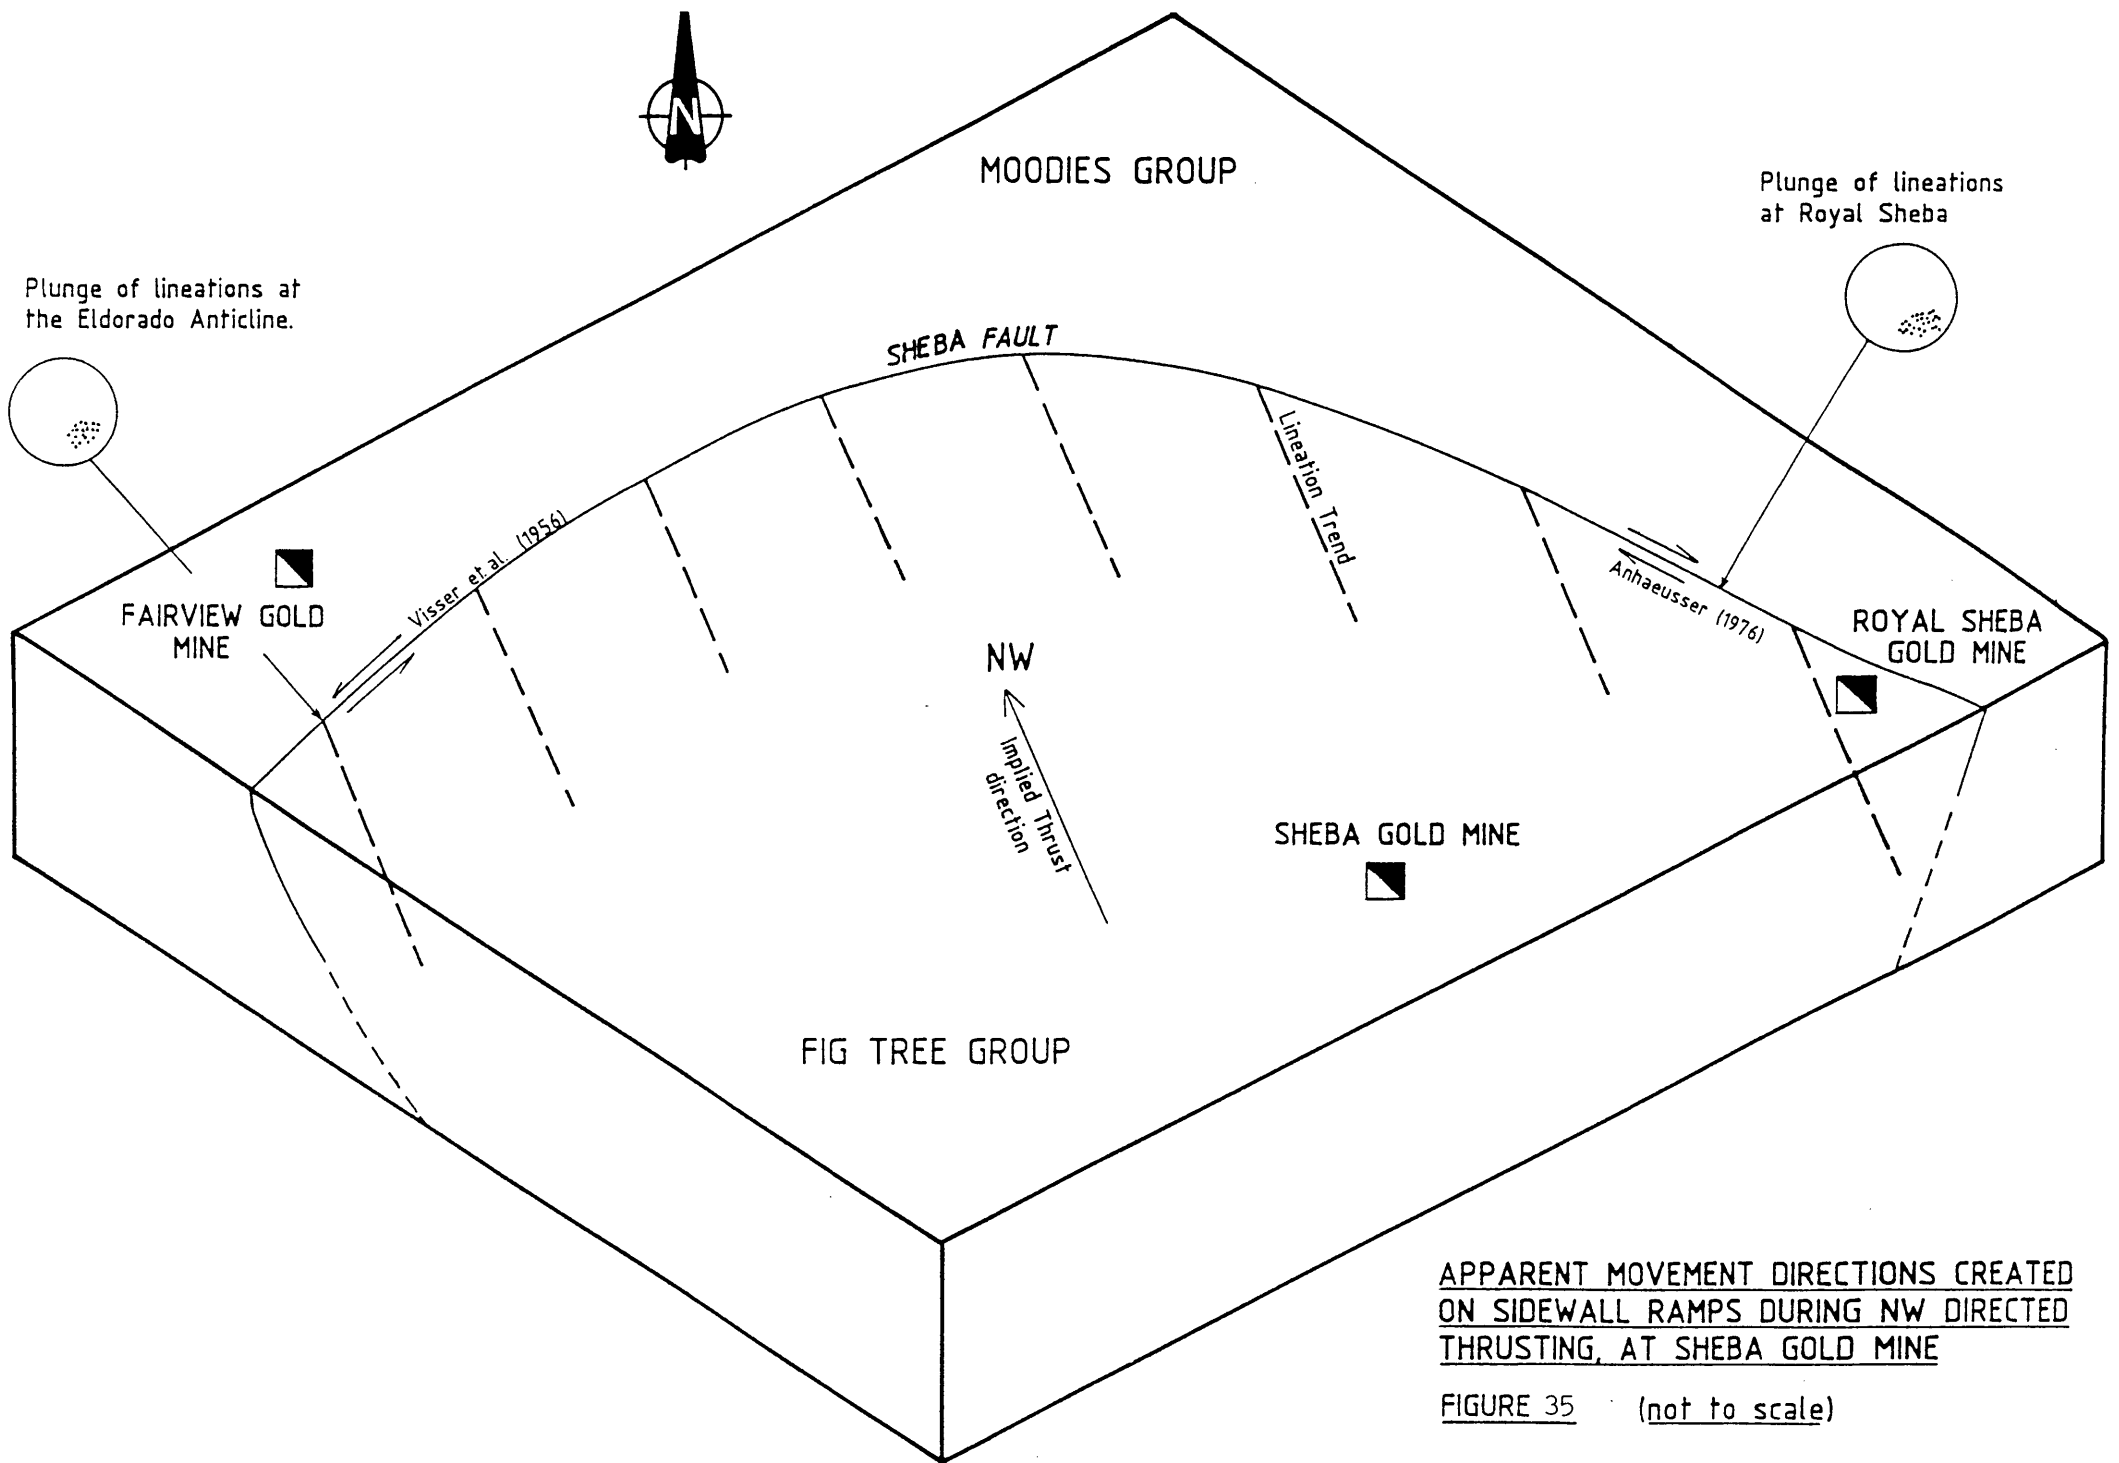 N
MOODIES GROUP
Plunge of lineations
at Royal Sheba
Plunge of lineations at
the Eldorado Anticline.
SHEBA FAULT
Lineation Trend
Visser et. al. (1956)
Anhaeusser (1976)
FAIRVIEW GOLD
MINE
ROYAL SHEBA
GOLD MINE
NW
Implied Thrust
direction
SHEBA GOLD MINE
FIG TREE GROUP
APPARENT MOVEMENT DIRECTIONS CREATED
ON SIDEWALL RAMPS DURING NW DIRECTED
THRUSTING, AT SHEBA GOLD MINE
FIGURE 35 (not to scale)